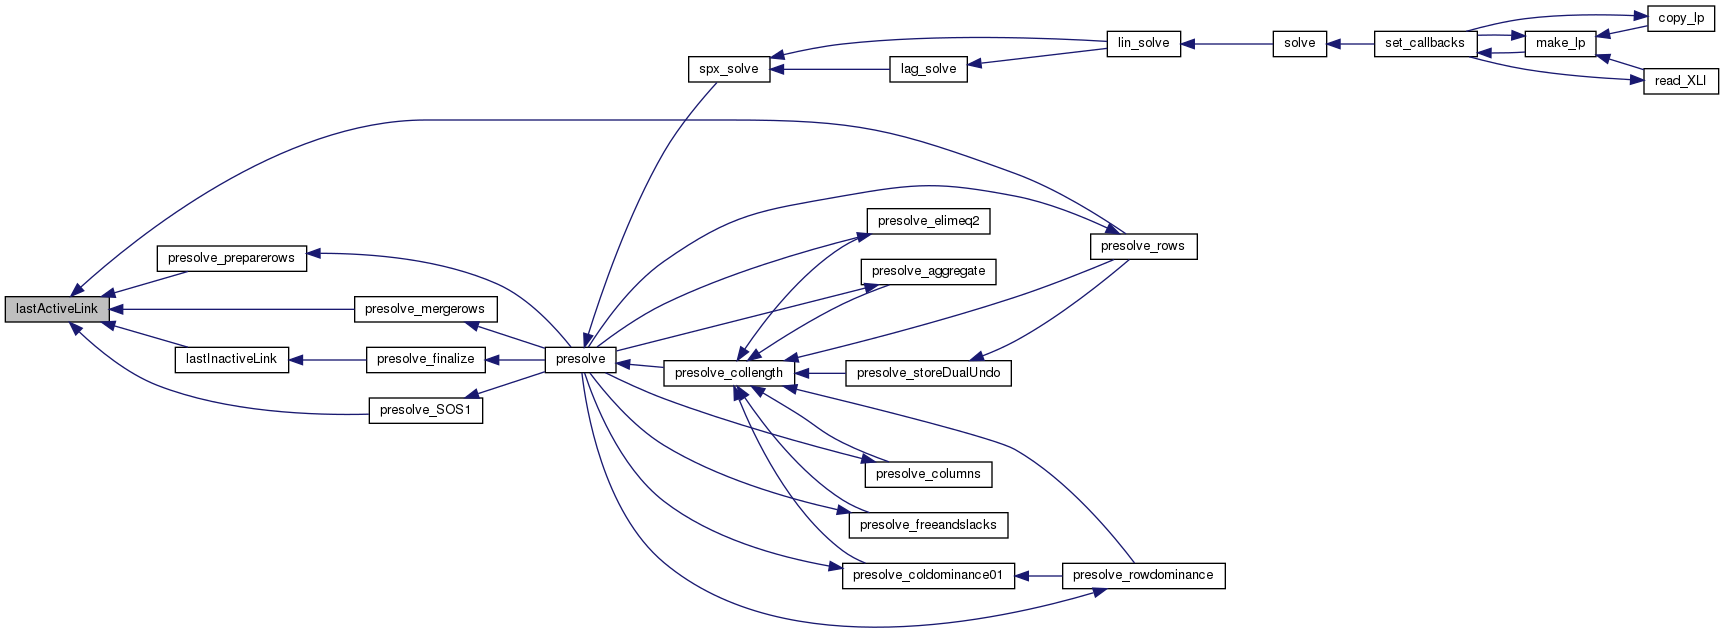 lastActiveLink
presolve_preparerows
presolve_mergerows
lastInactiveLink
presolve_finalize
presolve_SOS1
presolve
spx_solve
lag_solve
lin_solve
solve
set_callbacks
make_lp
copy_lp
read_XLI
presolve_rows
presolve_elimeq2
presolve_aggregate
presolve_collength
presolve_storeDualUndo
presolve_columns
presolve_freeandslacks
presolve_coldominance01
presolve_rowdominance